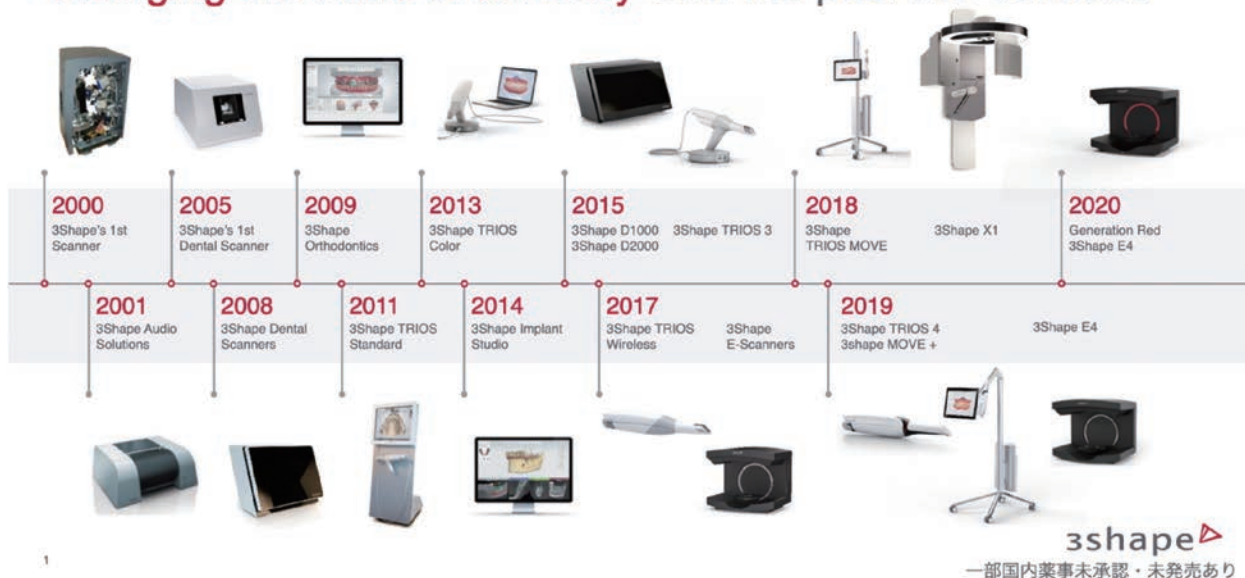 2000
3Shape's 1st
Scanner
2005
3Shape's 1st
Dental Scanner
2009
3Shape
Orthodontics
2013
3Shape TRIOS
Color
2015
3Shape D1000
3Shape D2000
3Shape TRIOS 3
2018
3Shape
TRIOS MOVE
3Shape X1
2020
Generation Red
3Shape E4
2001
3Shape Audio
Solutions
2008
3Shape Dental
Scanners
2011
3Shape TRIOS
Standard
2014
3Shape Implant
Studio
2017
3Shape TRIOS
Wireless
3Shape
E-Scanners
2019
3Shape TRIOS 4
3shape MOVE +
3Shape E4
1
3shape
一部国内薬事未承認・未発売あり